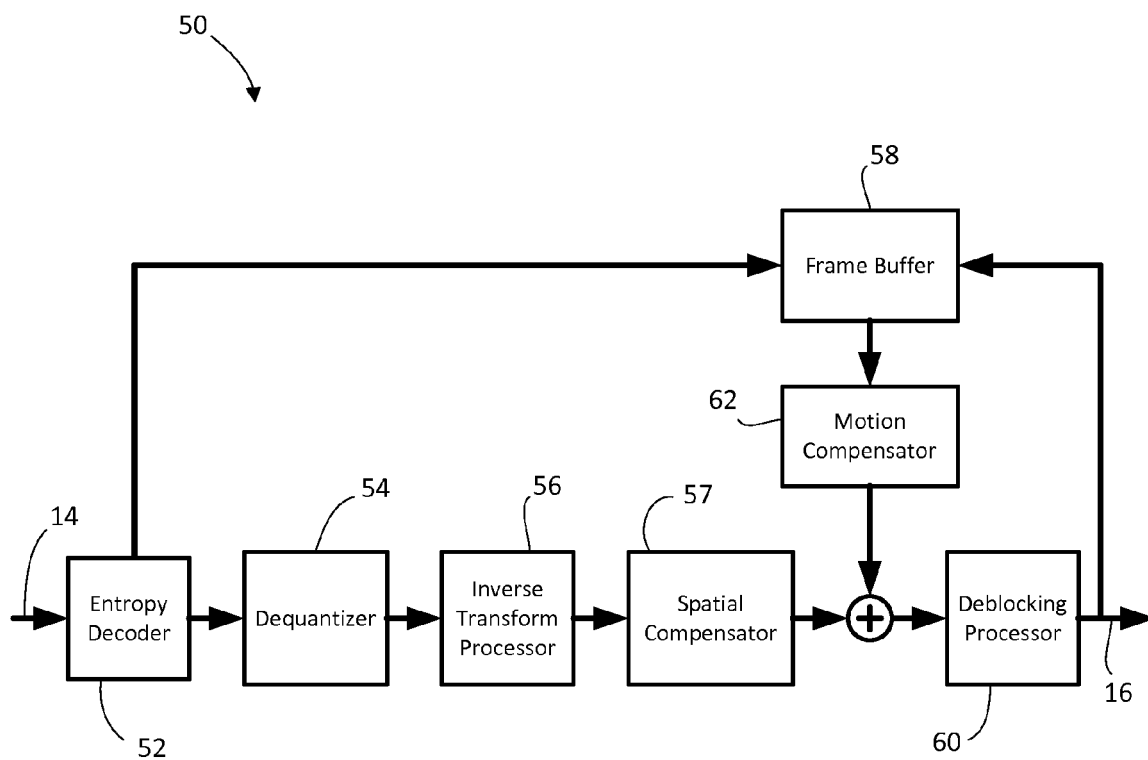 50
58
Frame Buffer
62
Motion
Compensator
54
56
57
14
Entropy
Decoder
Dequantizer
Inverse
Transform
Processor
Spatial
Compensator
Deblocking
Processor
16
52
60